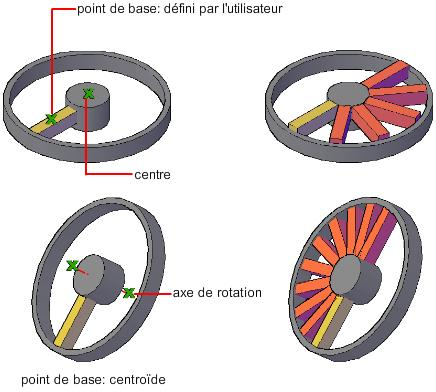 point de base: défini par l'utilisateur
centre
axe de rotation
point de base: centroïde